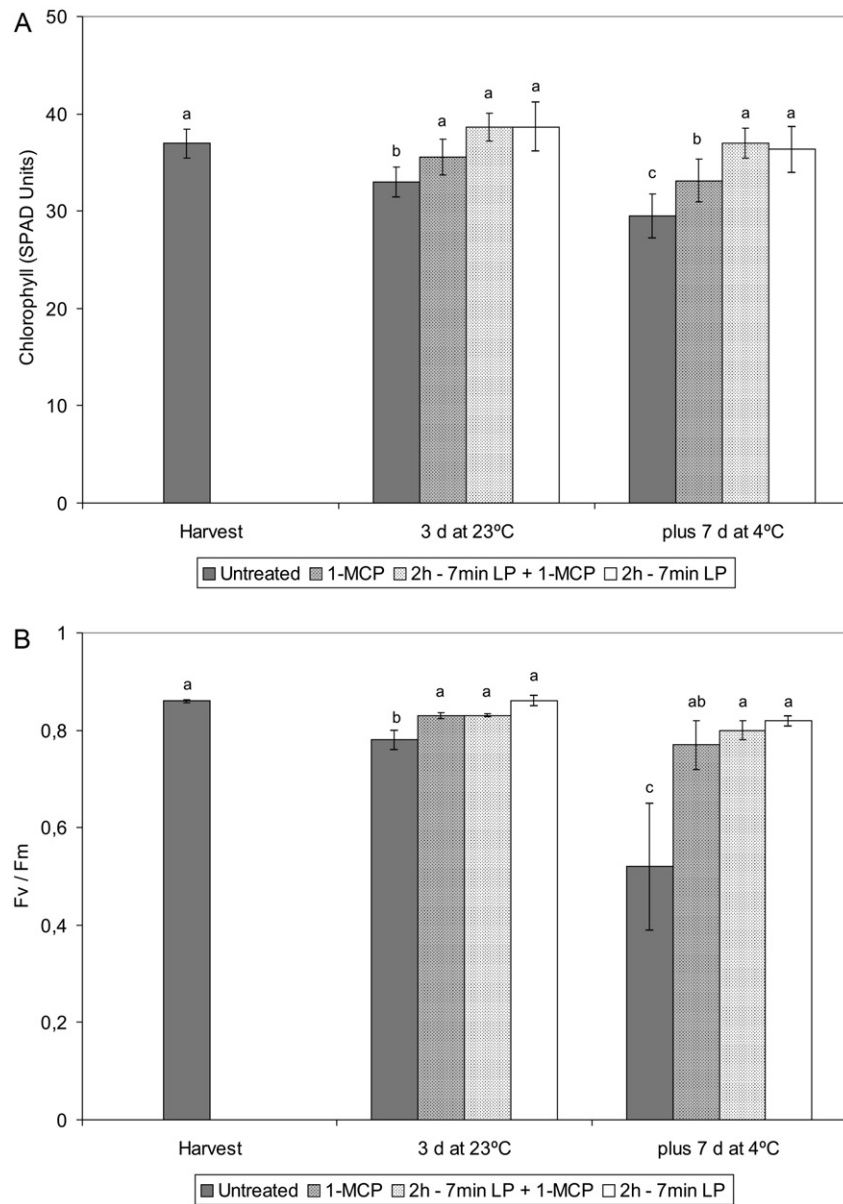 A
50
40
30
20
10
0
Chlorophyll (SPAD Units)
a
b
a
a
a
c
b
a
a
Harvest
3 d at 23ºC
plus 7 d at 4ºC
Untreated 1-MCP 2h - 7min LP + 1-MCP 2h - 7min LP
B
1
0,8
0,6
0,4
0,2
0
Fv / Fm
a
b
a
a
a
c
ab
a
a
Harvest
3 d at 23ºC
plus 7 d at 4ºC
Untreated 1-MCP 2h - 7min LP + 1-MCP 2h - 7min LP